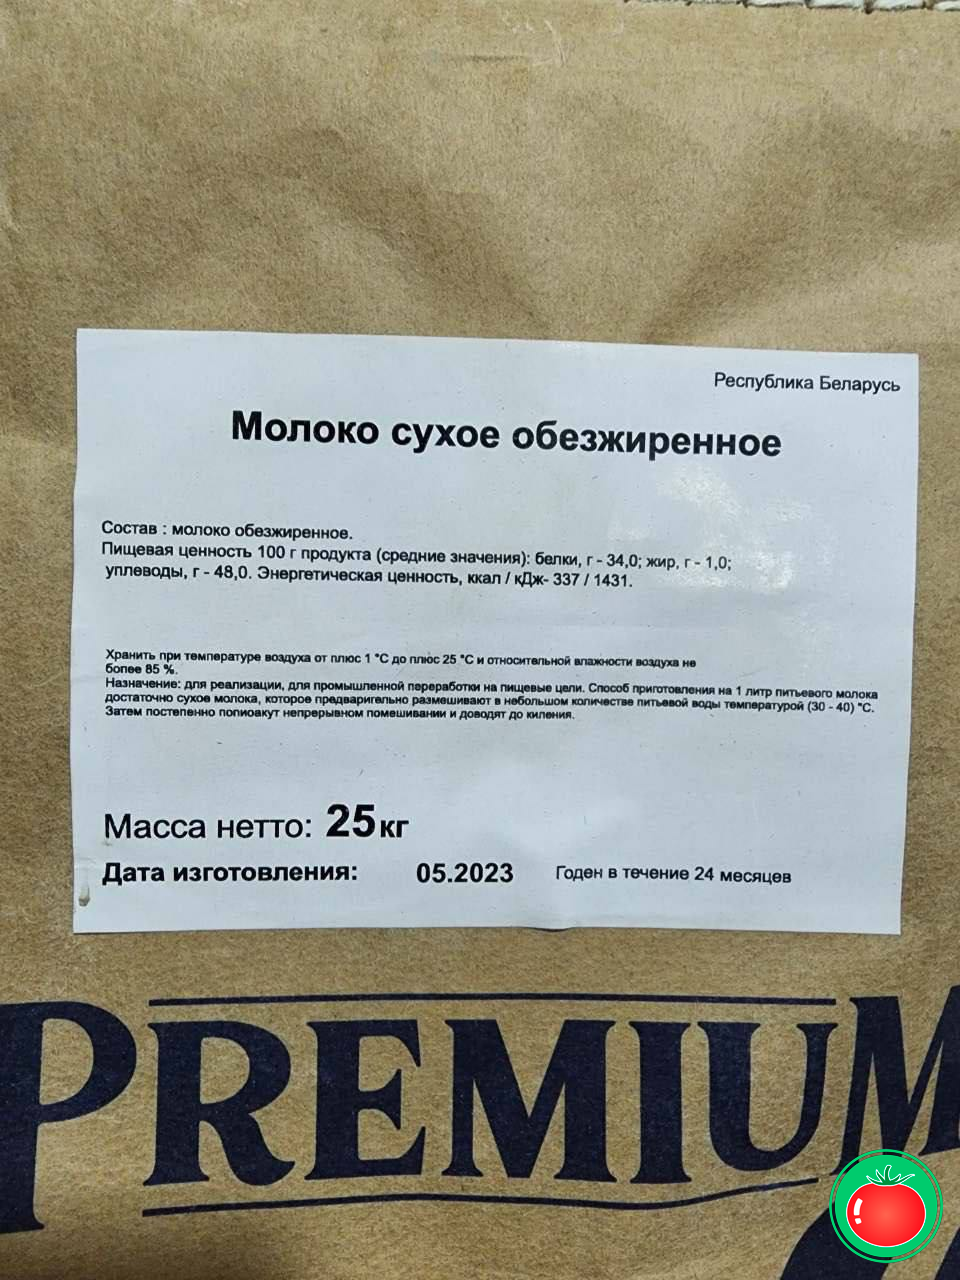 Республика Беларусь
Молоко сухое обезжиренное
Состав : молоко обезжиренное.
Пищевая ценность 100 г продукта (средние значения): белки, г - 34,0; жир, г - 1,0;
углеводы, г - 48,0. Энергетическая ценность, ккал / кДж- 337 / 1431.
Хранить при температуре воздуха от плюс 1 °С до плюс 25 °С и относительной влажности воздуха не
более 85 %.
Назначение: для реализации, для промышленной переработки на пищевые цели. Способ приготовления на 1 литр питьевого молока
достаточно сухое молока, которое предварительно размешивают в небольшом количестве питьевой воды температурой (30 - 40) °С.
Затем постепенно попиоакут непрерывном помешивании и доводят до киления.
Масса нетто: 25кг
Дата изготовления: 05.2023 Годен в течение 24 месяцев
PREMIUM